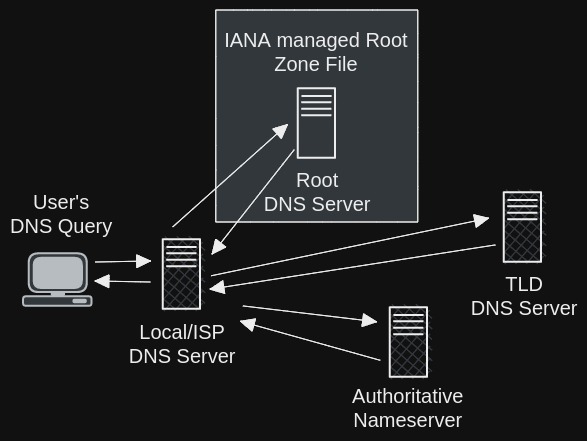 IANA managed Root
Zone File
Root
DNS Server
User's
DNS Query
Local/ISP
DNS Server
TLD
DNS Server
Authoritative
Nameserver